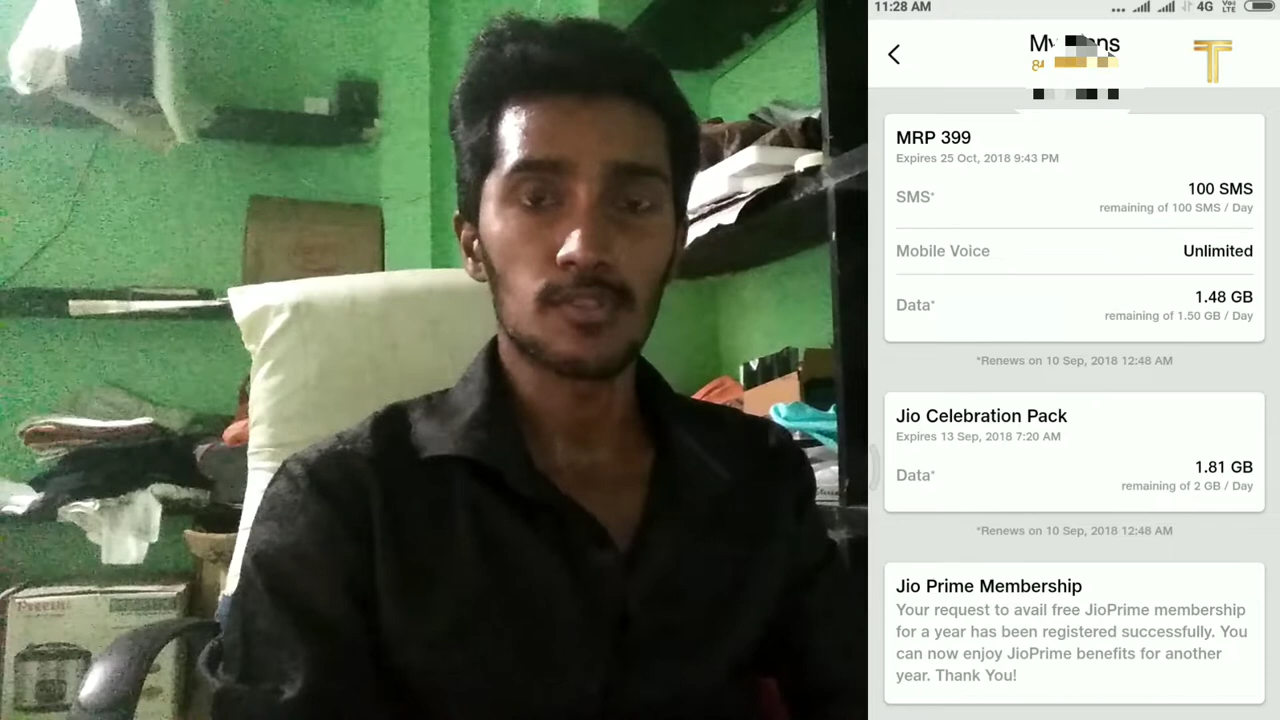 11:28 AM
4G
VoI
LTE
MRP 399
Expires 25 Oct, 2018 9:43 PM
SMS*
100 SMS
remaining of 100 SMS / Day
Mobile Voice
Unlimited
Data*
1.48 GB
remaining of 1.50 GB / Day
*Renews on 10 Sep, 2018 12:48 AM
Jio Celebration Pack
Expires 13 Sep, 2018 7:20 AM
Data*
1.81 GB
remaining of 2 GB / Day
*Renews on 10 Sep, 2018 12:48 AM
Jio Prime Membership
Your request to avail free JioPrime membership
for a year has been registered successfully. You
can now enjoy JioPrime benefits for another
year. Thank You!